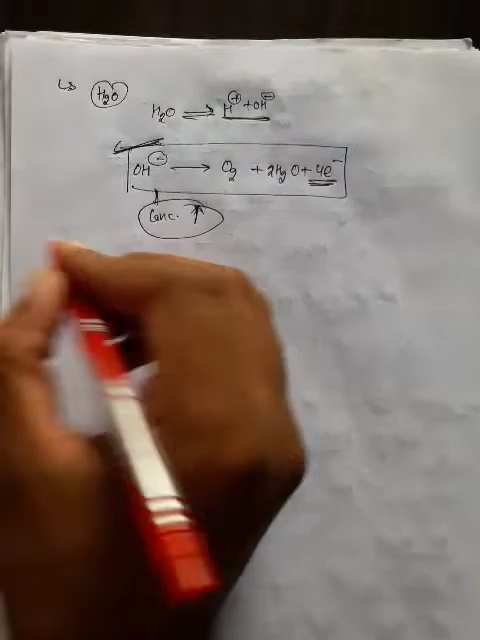 ↳ H₂O
H₂O ⇌ H⁺ + OH⁻
OH⁻ → O₂ + 2H₂O + 4e⁻
Conc. ↑